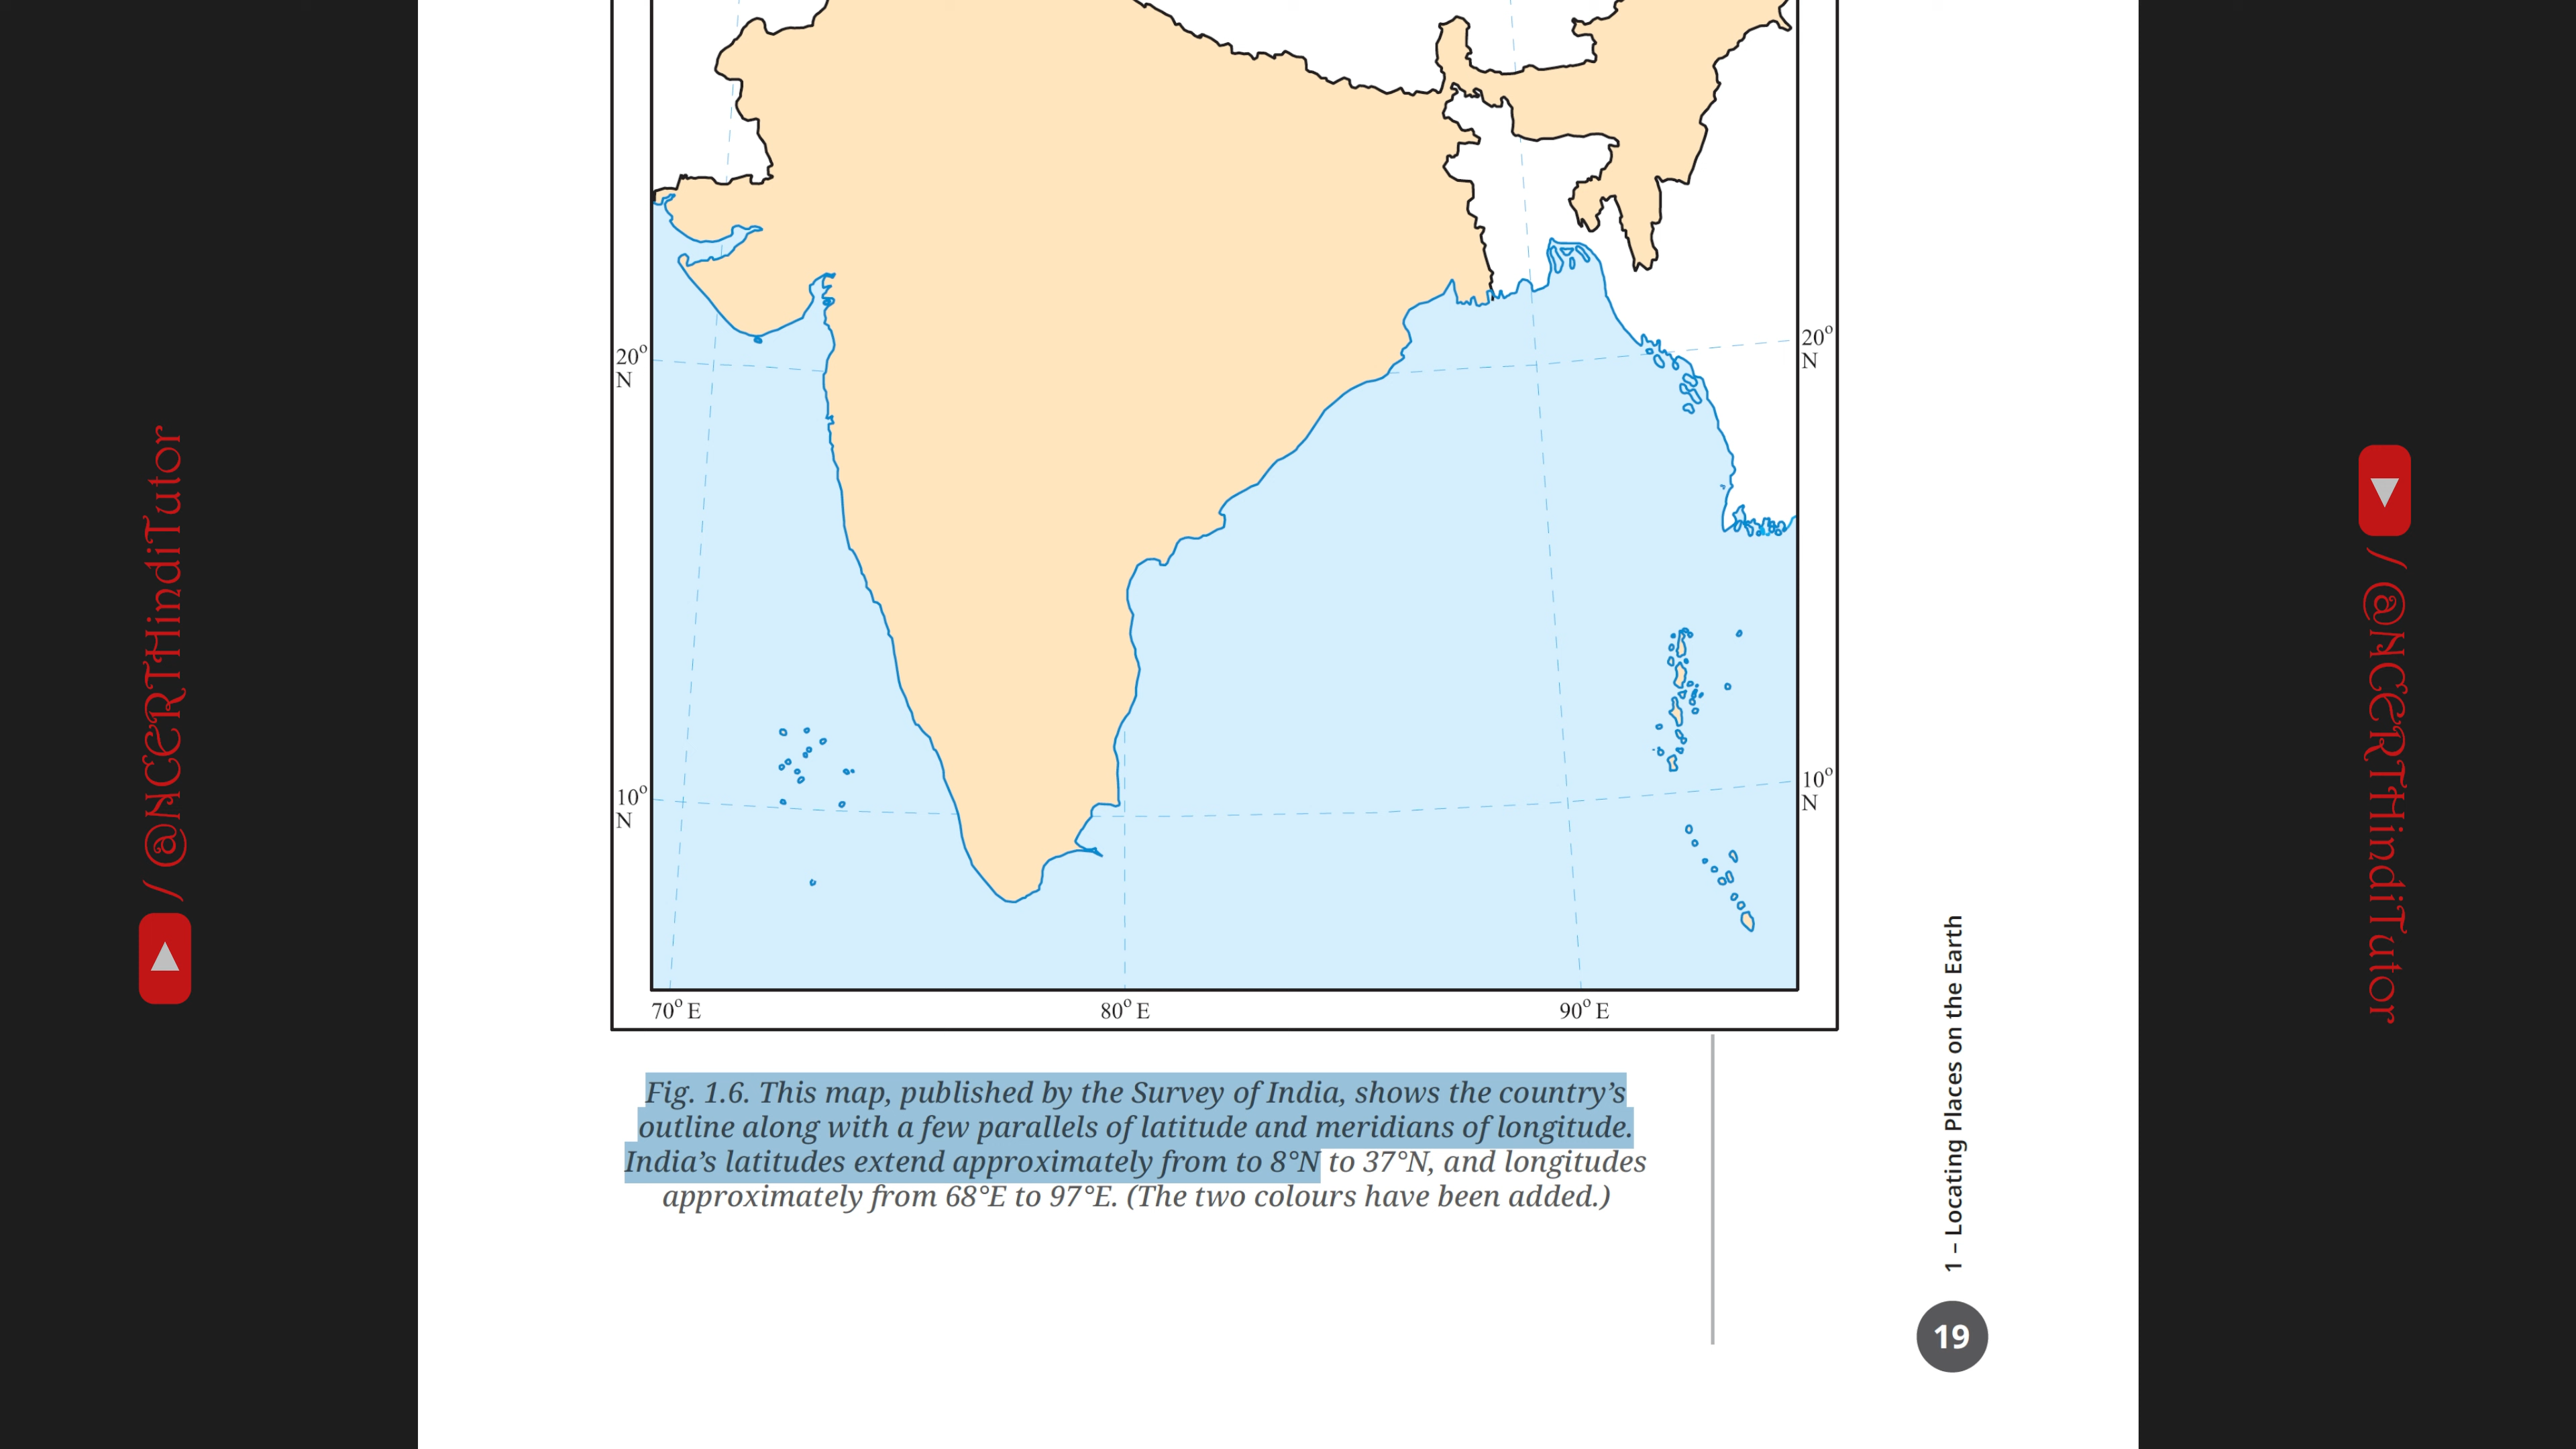 20° N
20° N
10° N
10° N
70° E 80° E 90° E
Fig. 1.6. This map, published by the Survey of India, shows the country’s
outline along with a few parallels of latitude and meridians of longitude.
India’s latitudes extend approximately from to 8°N to 37°N, and longitudes
approximately from 68°E to 97°E. (The two colours have been added.)
1 – Locating Places on the Earth
19
/ @NCERTHindiTutor
/ @NCERTHindiTutor